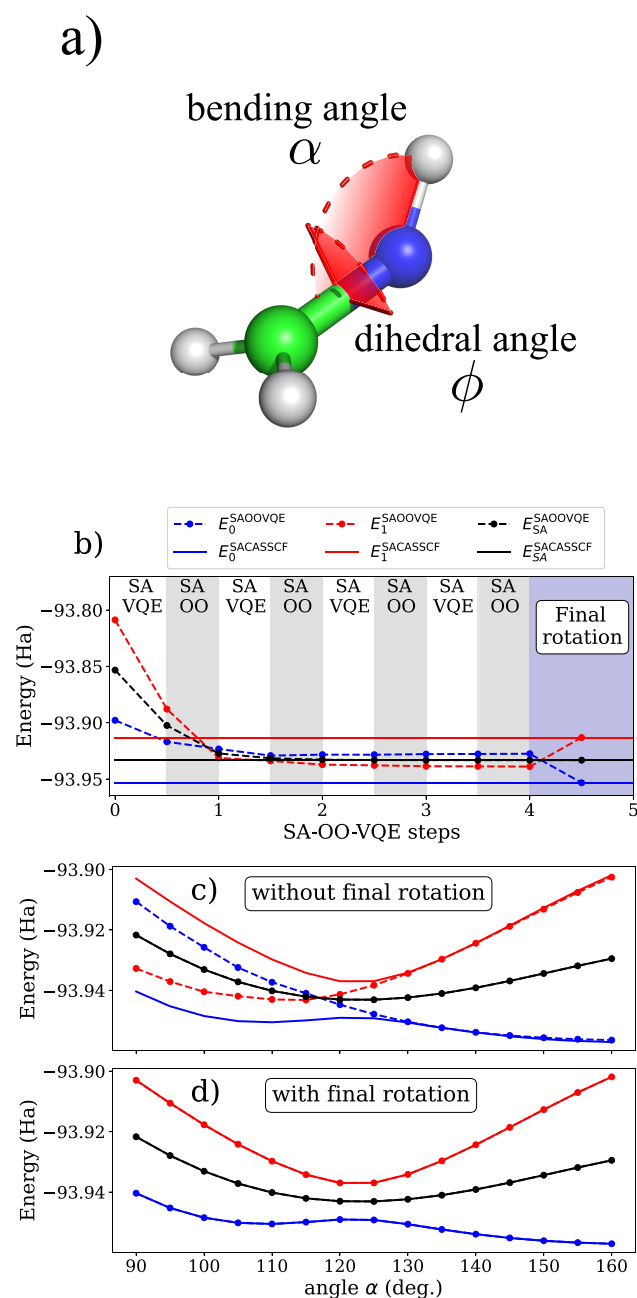 a)
bending angle
α
dihedral angle
ϕ
E_0^SAOOVQE E_1^SAOOVQE E_SA^SAOOVQE
E_0^SACASSCF E_1^SACASSCF E_SA^SACASSCF
b)
SA VQE SA OO SA VQE SA OO SA VQE SA OO SA VQE SA OO
Final
rotation
Energy (Ha)
−93.80
−93.85
−93.90
−93.95
0 1 2 3 4 5
SA-OO-VQE steps
c) without final rotation
Energy (Ha)
−93.90
−93.92
−93.94
d) with final rotation
Energy (Ha)
−93.90
−93.92
−93.94
90 100 110 120 130 140 150 160
angle α (deg.)